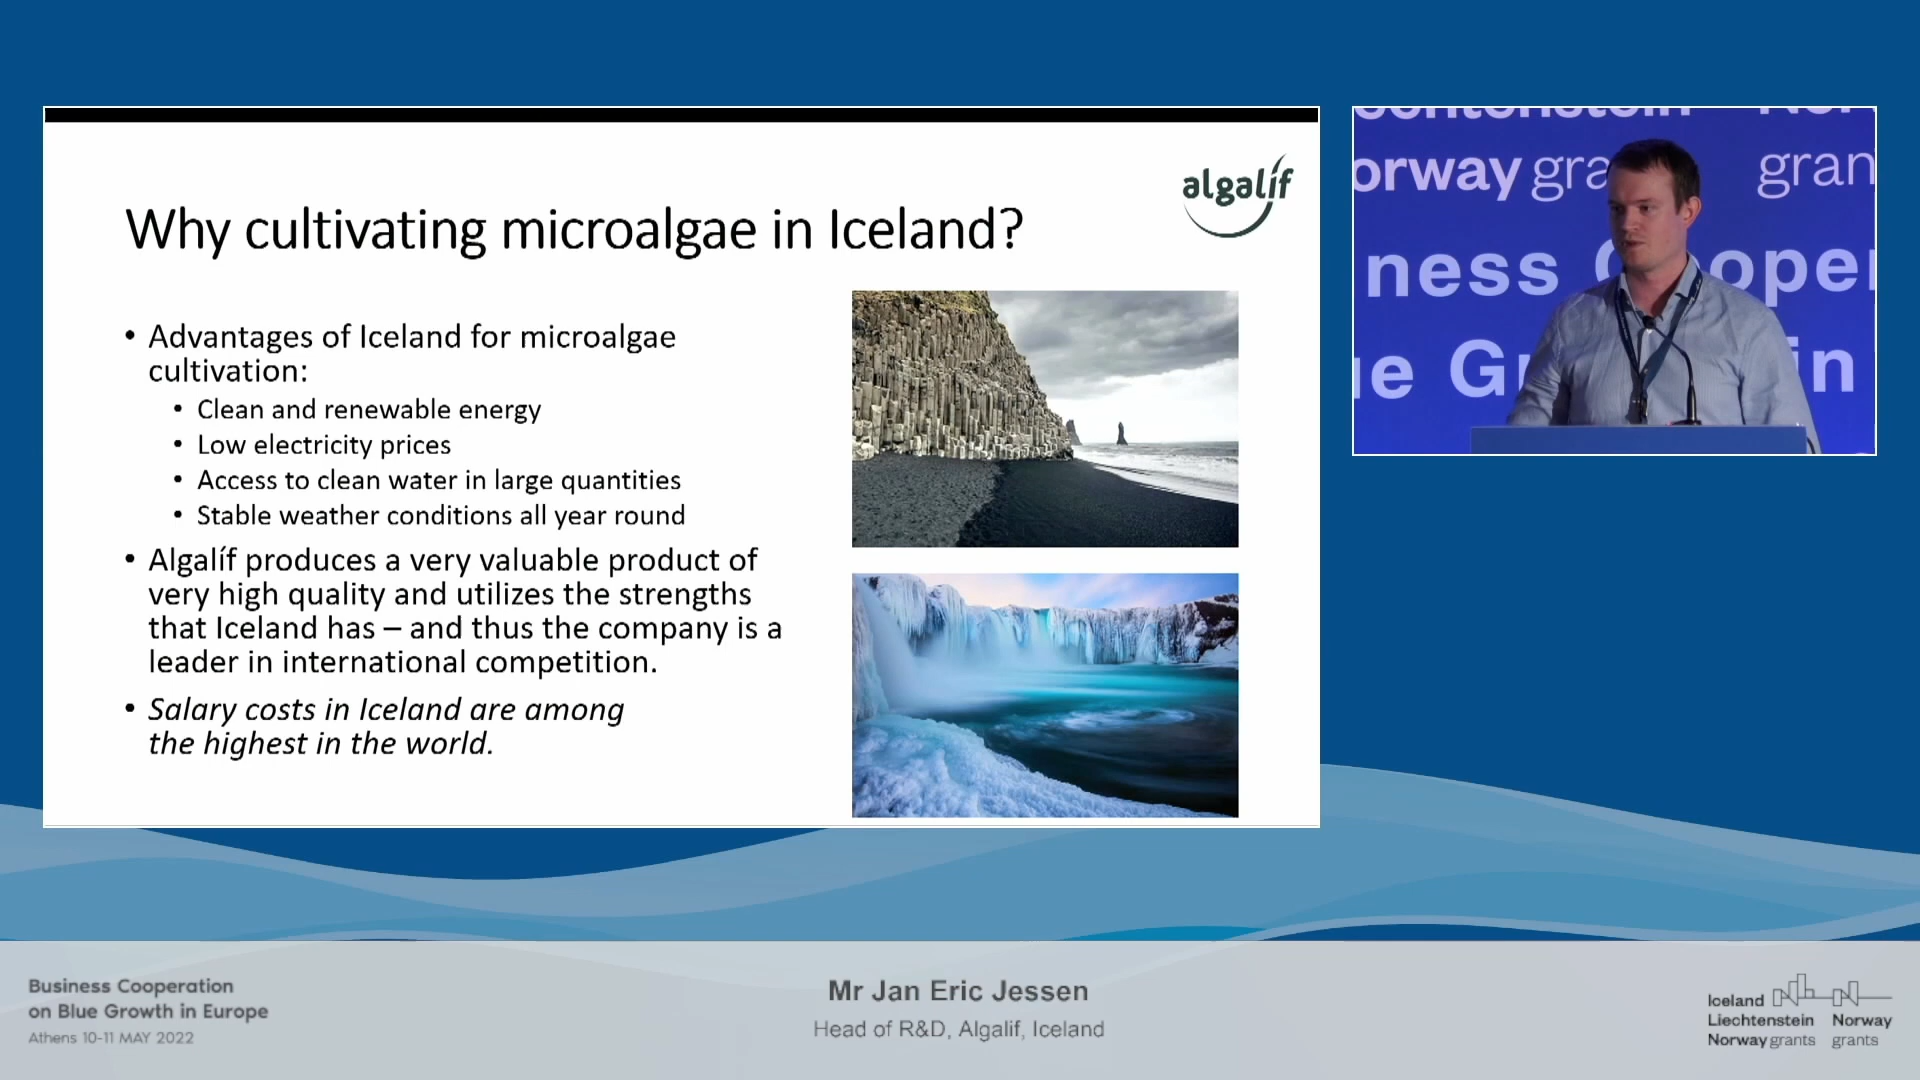 algalíf
Why cultivating microalgae in Iceland?
• Advantages of Iceland for microalgae
cultivation:
• Clean and renewable energy
• Low electricity prices
• Access to clean water in large quantities
• Stable weather conditions all year round
• Algalíf produces a very valuable product of
very high quality and utilizes the strengths
that Iceland has – and thus the company is a
leader in international competition.
• Salary costs in Iceland are among
the highest in the world.
orway gra
gran
ness
ooper
ue G
in
Business Cooperation
on Blue Growth in Europe
Athens 10-11 MAY 2022
Mr Jan Eric Jessen
Head of R&D, Algalif, Iceland
Iceland
Liechtenstein
Norway grants
Norway
grants